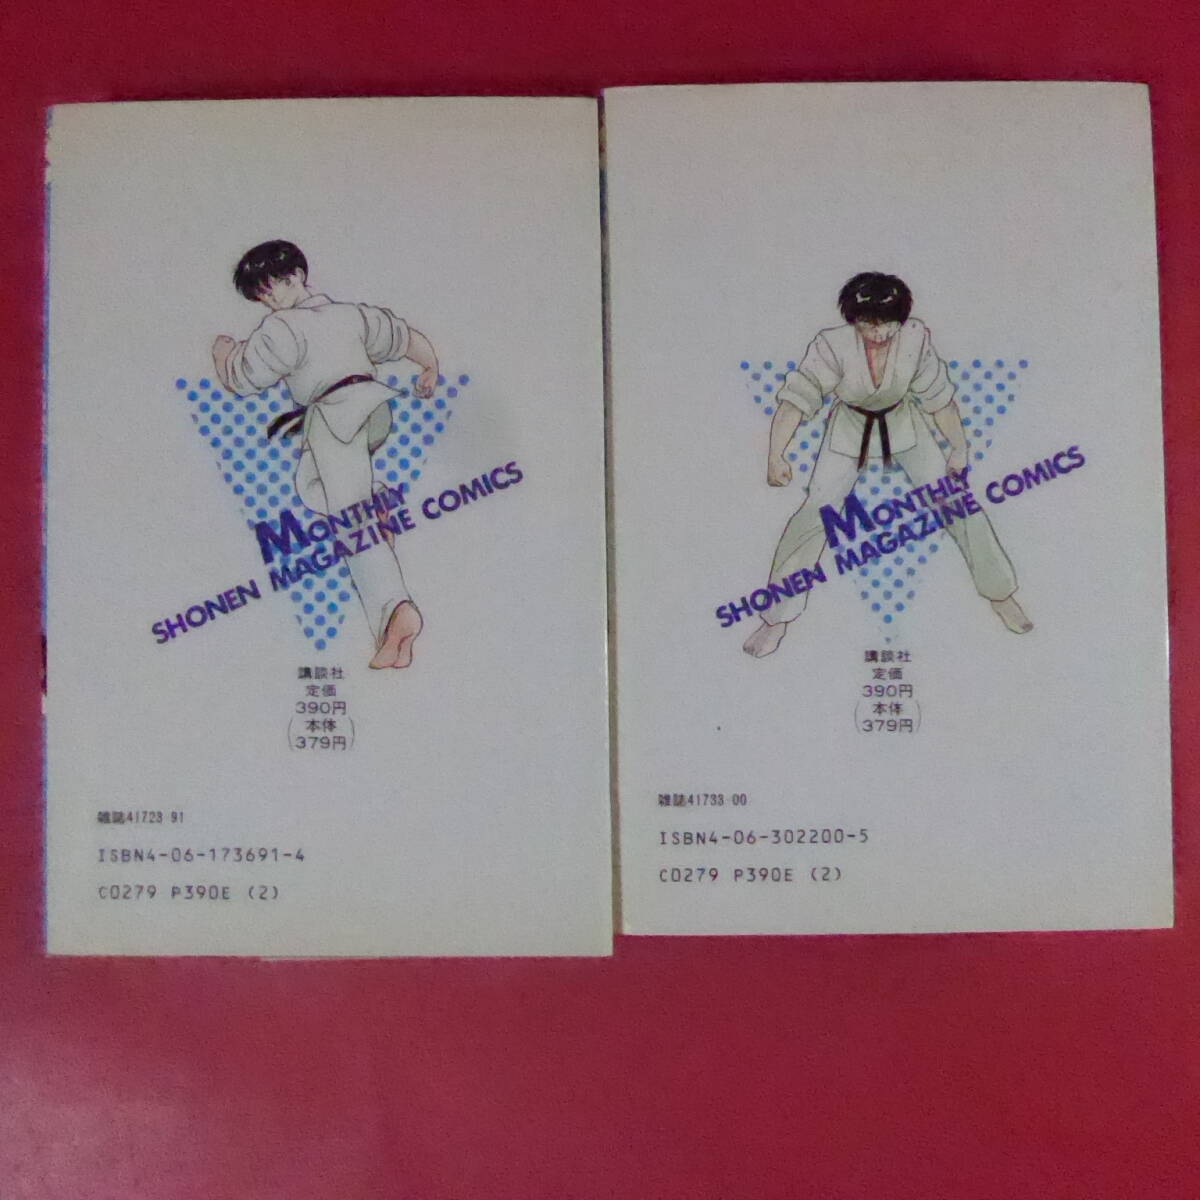 MONTHLY
SHONEN MAGAZINE COMICS
講談社
定価
390円
(本体
379円)
雑誌41723-91
ISBN4-06-173691-4
C0279 P390E (2)
MONTHLY
SHONEN MAGAZINE COMICS
講談社
定価
390円
(本体
379円)
雑誌41733-00
ISBN4-06-302200-5
C0279 P390E (2)